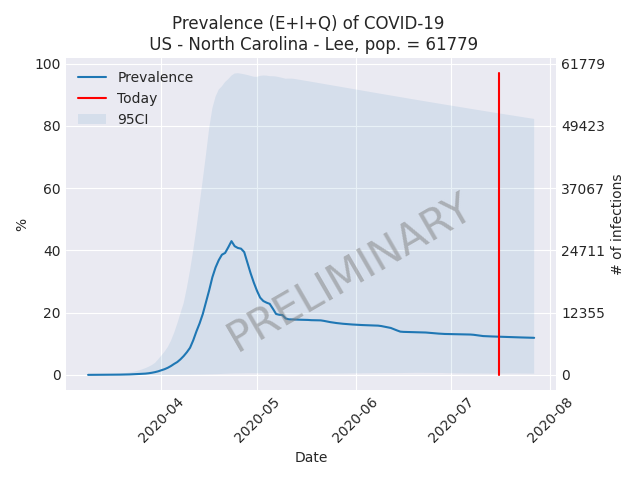 Prevalence (E+I+Q) of COVID-19
US - North Carolina - Lee, pop. = 61779
Prevalence
Today
95CI
100
80
60
40
20
0
%
61779
49423
37067
24711
12355
0
# of infections
PRELIMINARY
2020-04
2020-05
2020-06
2020-07
2020-08
Date